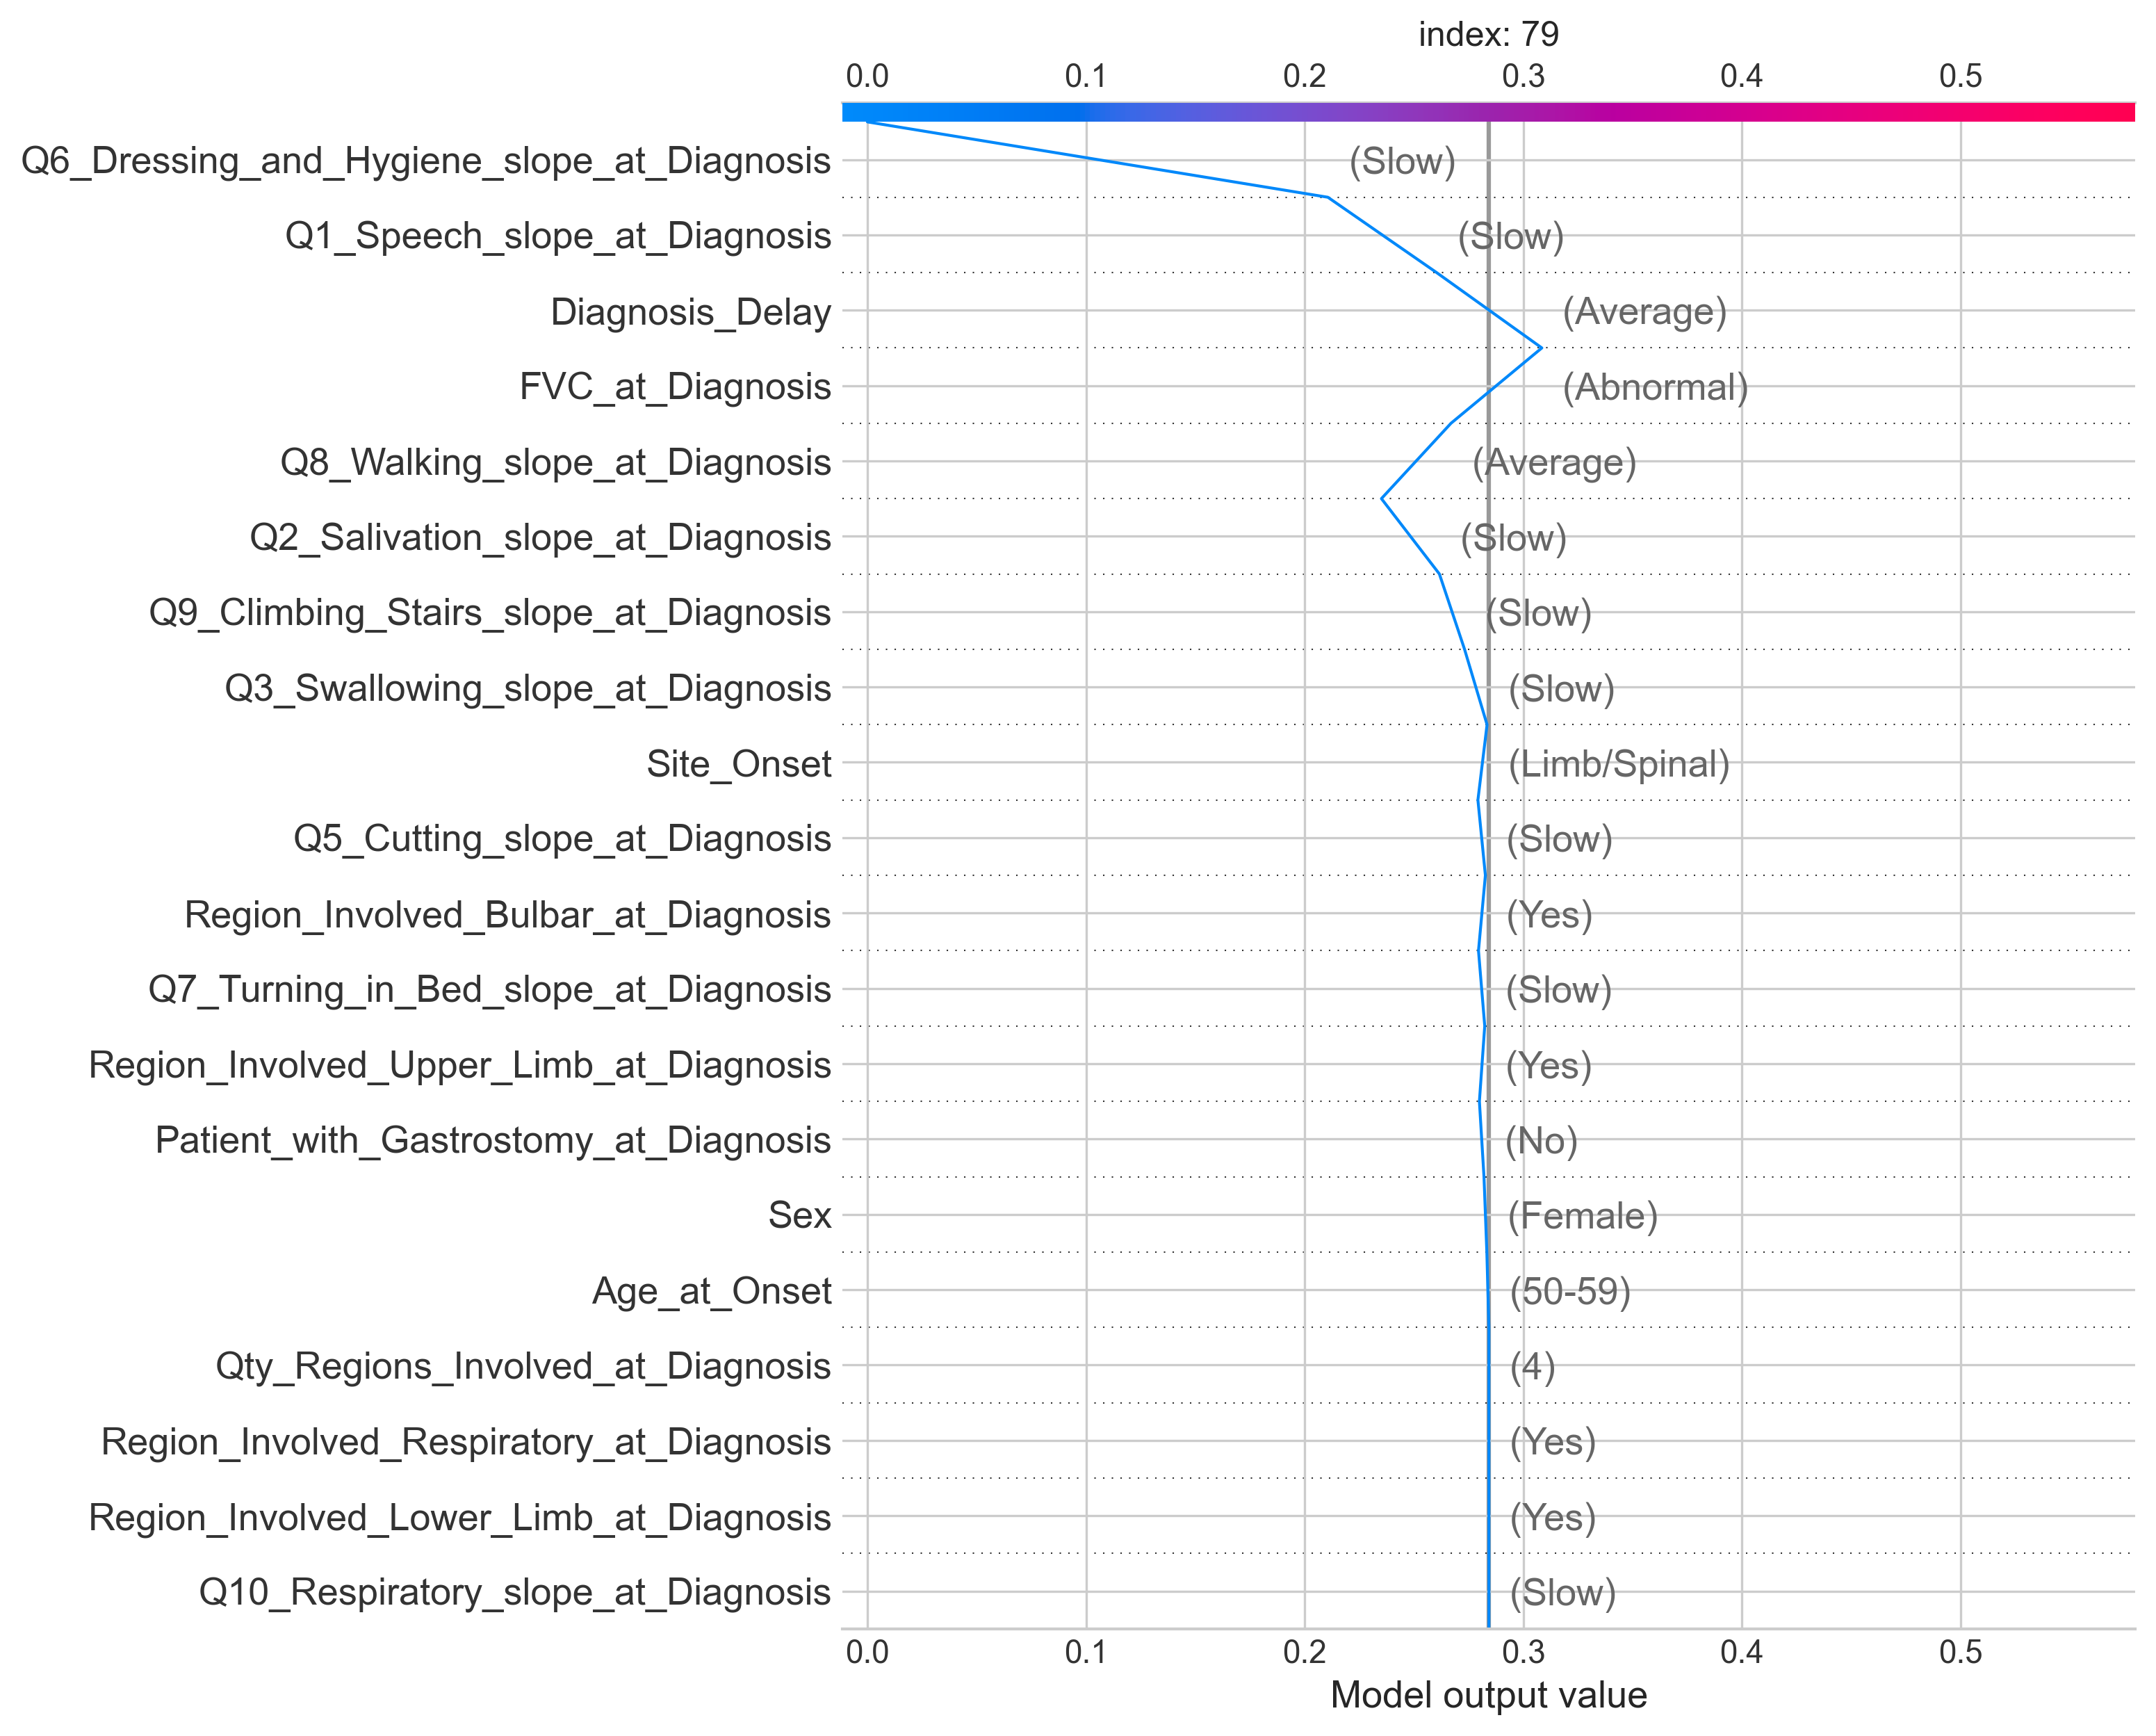 index: 79
0.0 0.1 0.2 0.3 0.4 0.5
Q6_Dressing_and_Hygiene_slope_at_Diagnosis (Slow)
Q1_Speech_slope_at_Diagnosis (Slow)
Diagnosis_Delay (Average)
FVC_at_Diagnosis (Abnormal)
Q8_Walking_slope_at_Diagnosis (Average)
Q2_Salivation_slope_at_Diagnosis (Slow)
Q9_Climbing_Stairs_slope_at_Diagnosis (Slow)
Q3_Swallowing_slope_at_Diagnosis (Slow)
Site_Onset (Limb/Spinal)
Q5_Cutting_slope_at_Diagnosis (Slow)
Region_Involved_Bulbar_at_Diagnosis (Yes)
Q7_Turning_in_Bed_slope_at_Diagnosis (Slow)
Region_Involved_Upper_Limb_at_Diagnosis (Yes)
Patient_with_Gastrostomy_at_Diagnosis (No)
Sex (Female)
Age_at_Onset (50-59)
Qty_Regions_Involved_at_Diagnosis (4)
Region_Involved_Respiratory_at_Diagnosis (Yes)
Region_Involved_Lower_Limb_at_Diagnosis (Yes)
Q10_Respiratory_slope_at_Diagnosis (Slow)
0.0 0.1 0.2 0.3 0.4 0.5
Model output value